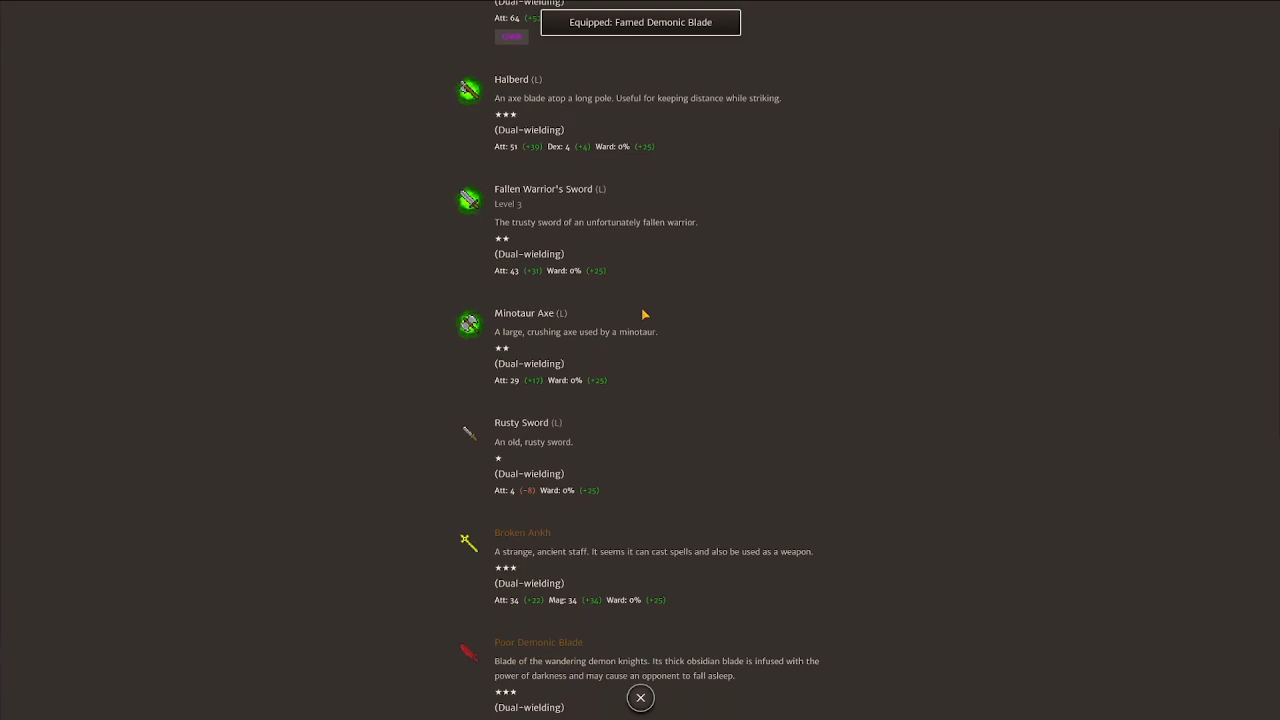 (Dual-wielding)
Equipped: Famed Demonic Blade
Att: 64
Halberd (L)
An axe blade atop a long pole. Useful for keeping distance while striking.
★★★
(Dual-wielding)
Att: 51 (+39) Dex: 4 (+4) Ward: 0% (+25)
Fallen Warrior's Sword (L)
Level 3
The trusty sword of an unfortunately fallen warrior.
★★
(Dual-wielding)
Att: 43 (+31) Ward: 0% (+25)
Minotaur Axe (L)
A large, crushing axe used by a minotaur.
★★
(Dual-wielding)
Att: 29 (+17) Ward: 0% (+25)
Rusty Sword (L)
An old, rusty sword.
★
(Dual-wielding)
Att: 4 (-8) Ward: 0% (+25)
Broken Ankh
A strange, ancient staff. It seems it can cast spells and also be used as a weapon.
★★★
(Dual-wielding)
Att: 34 (+22) Mag: 34 (+34) Ward: 0% (+25)
Poor Demonic Blade
Blade of the wandering demon knights. Its thick obsidian blade is infused with the
power of darkness and may cause an opponent to fall asleep.
★★★
(Dual-wielding)